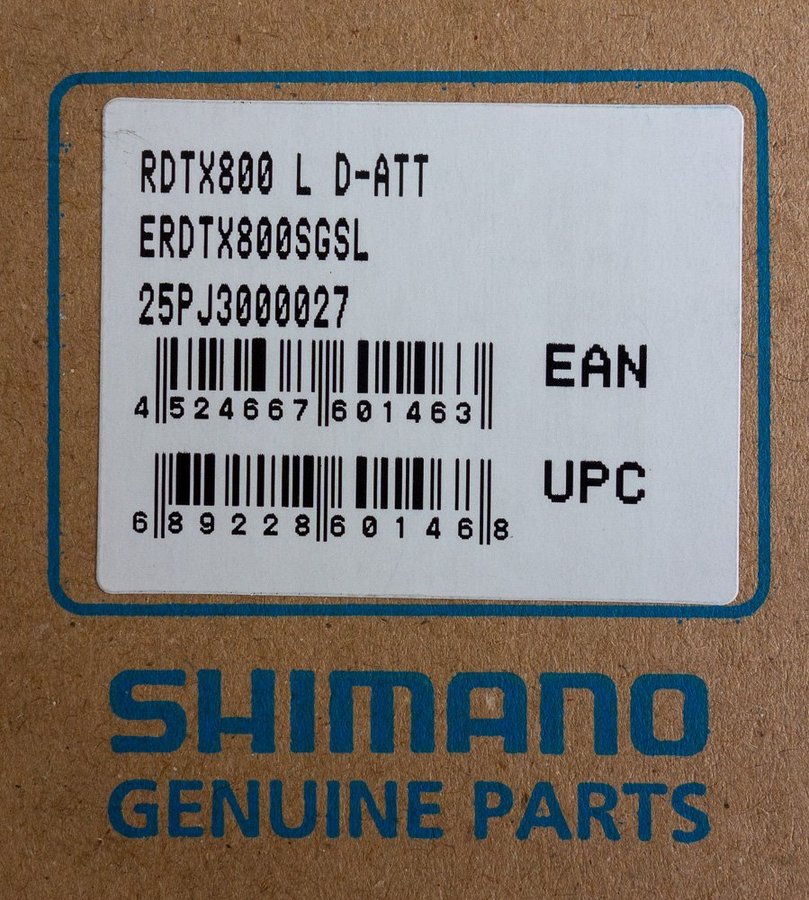 RDTX800 L D-ATT
ERDTX800SGSL
25PJ3000027
EAN
4 524667 601463
UPC
6 89228 60146 8
SHIMANO
GENUINE PARTS